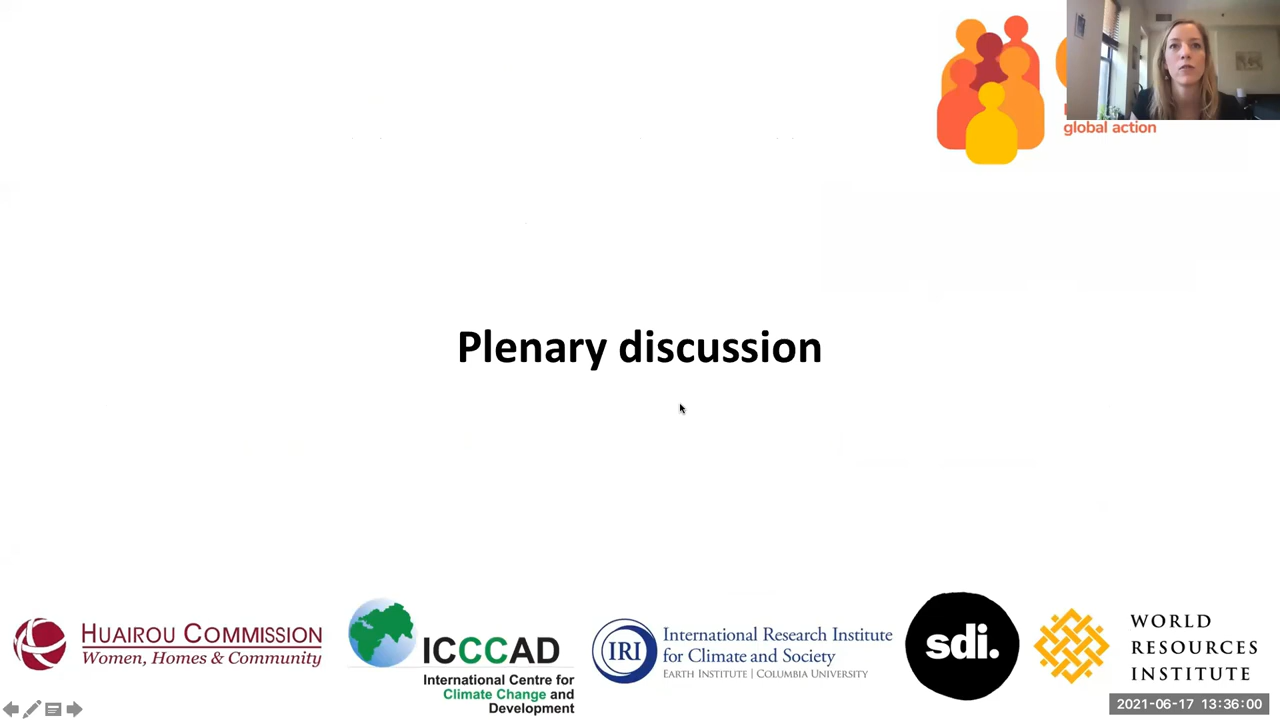 global action
Plenary discussion
HUAIROU COMMISSION
Women, Homes & Community
ICCCAD
International Centre for
Climate Change and
Development
IRI
International Research Institute
for Climate and Society
EARTH INSTITUTE | COLUMBIA UNIVERSITY
sdi.
WORLD
RESOURCES
INSTITUTE
2021-06-17 13:36:00